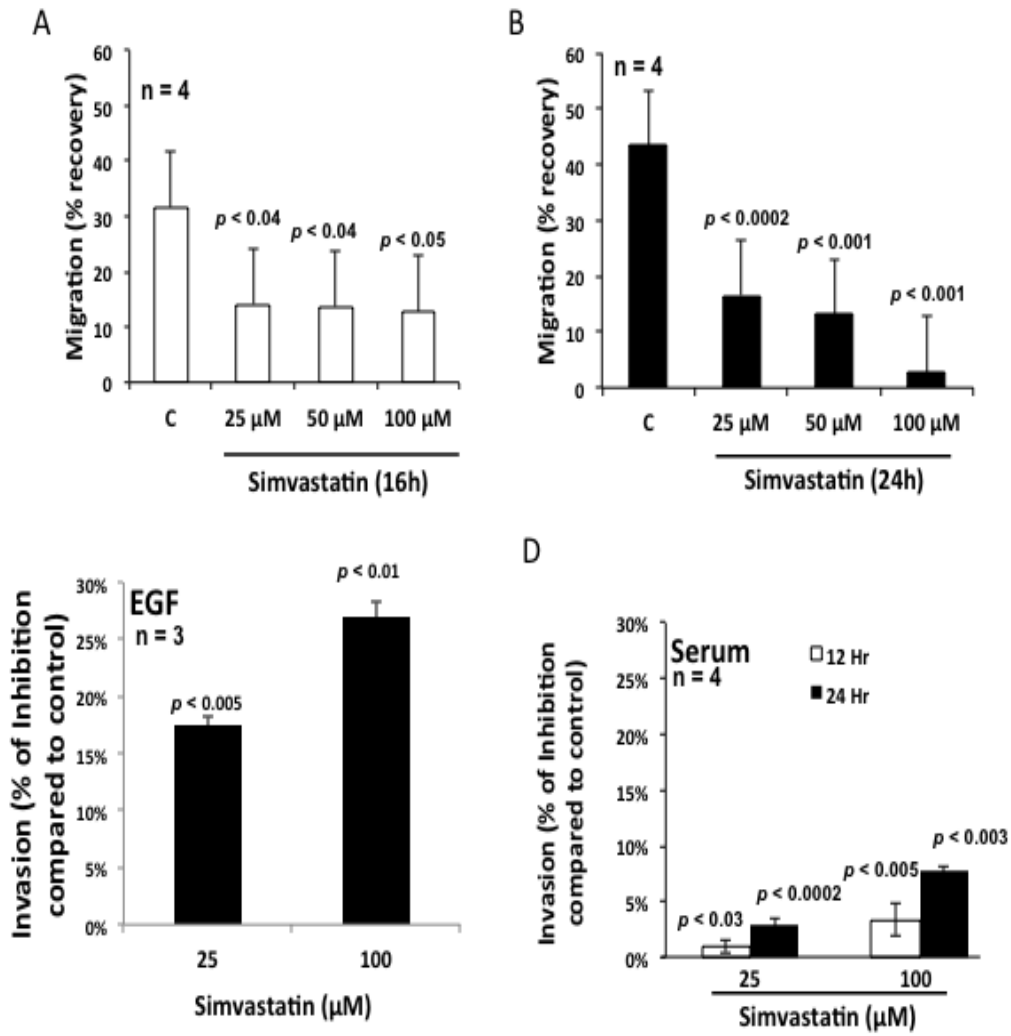 A
Migration (% recovery)
60
50
40
30
20
10
0
n = 4
p < 0.04
p < 0.04
p < 0.05
C
25 μM
50 μM
100 μM
Simvastatin (16h)
B
Migration (% recovery)
60
50
40
30
20
10
0
n = 4
p < 0.0002
p < 0.001
p < 0.001
C
25 μM
50 μM
100 μM
Simvastatin (24h)
Invasion (% of Inhibition
compared to control)
30%
25%
20%
15%
10%
5%
0%
EGF
n = 3
p < 0.005
p < 0.01
25
100
Simvastatin (μM)
D
Invasion (% of Inhibition
compared to control)
30%
25%
20%
15%
10%
5%
0%
Serum
n = 4
12 Hr
24 Hr
p < 0.03
p < 0.0002
p < 0.005
p < 0.003
25
100
Simvastatin (μM)